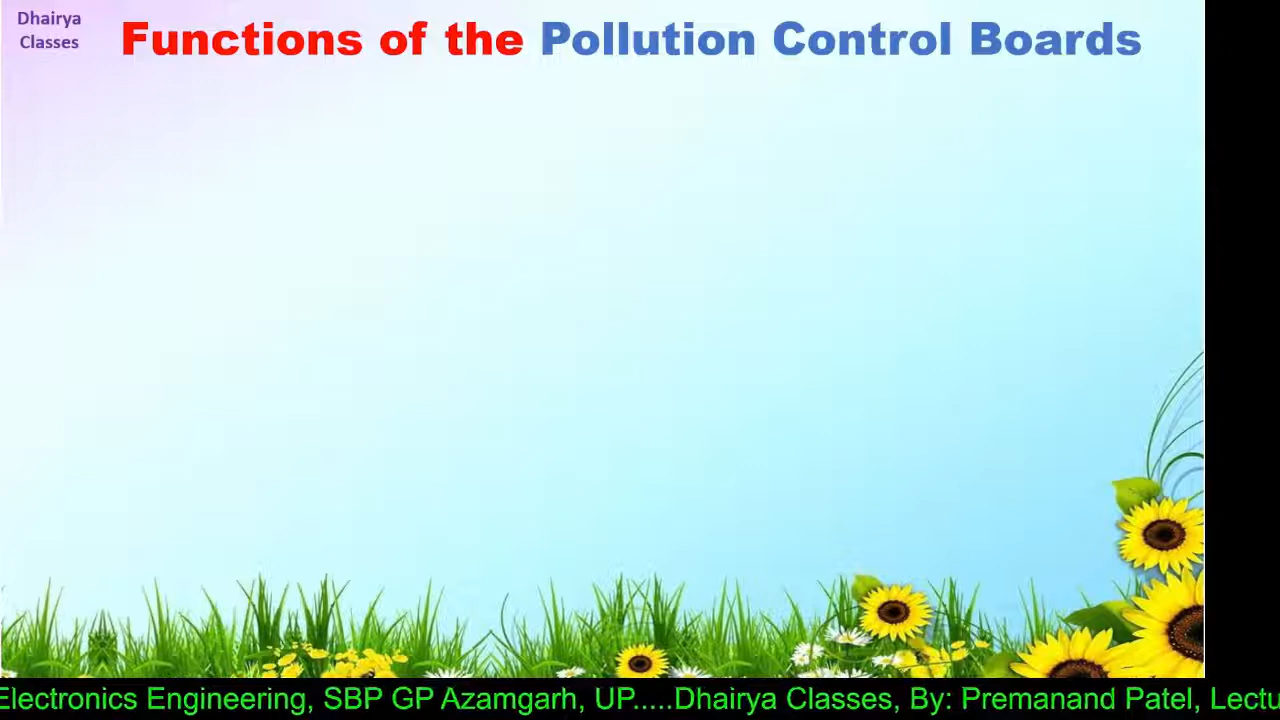 Dhairya
Classes
Functions of the Pollution Control Boards
Electronics Engineering, SBP GP Azamgarh, UP.....Dhairya Classes, By: Premanand Patel, Lectu